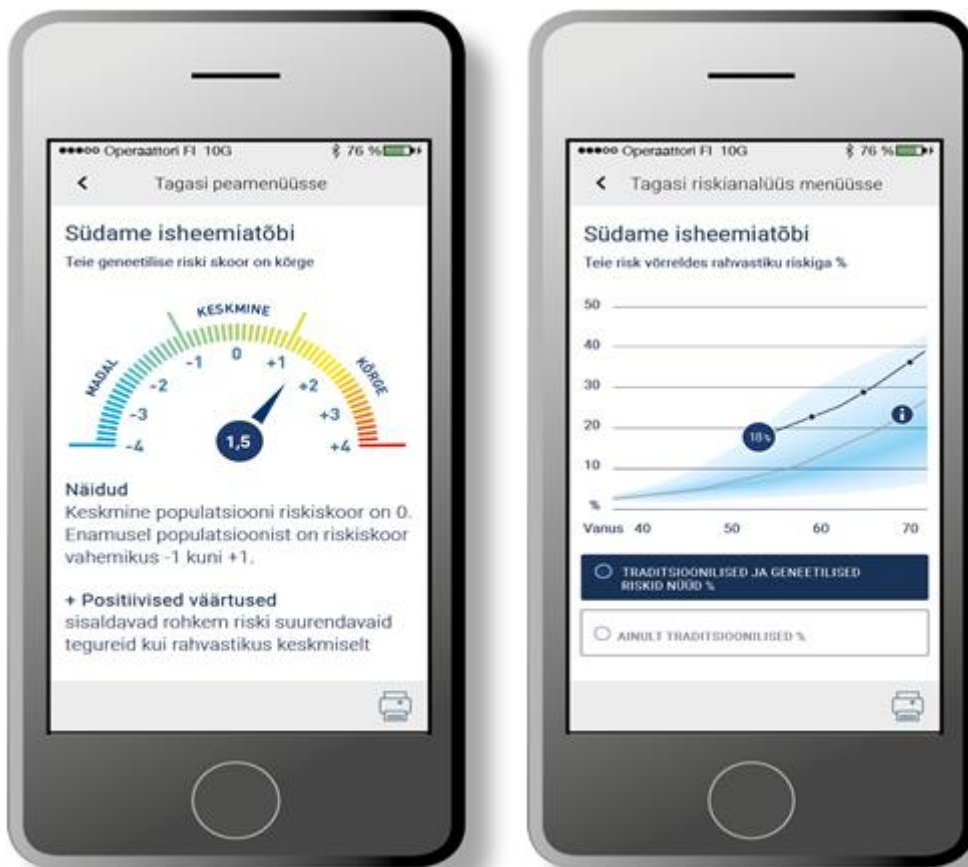 Operaattori FI 10G 76 %
Tagasi peamenüüsse
Südame isheemiatõbi
Teie geneetilise riski skoor on kõrge
MADAL
KESKMINE
KÕRGE
-4
-3
-2
-1
0
+1
+2
+3
+4
1,5
Näidud
Keskmine populatsiooni riskiskoor on 0.
Enamusel populatsioonist on riskiskoor
vahemikus -1 kuni +1.
+ Positiivised väärtused
sisaldavad rohkem riski suurendavaid
tegureid kui rahvastikus keskmiselt
Operaattori FI 10G 76 %
Tagasi riskianalüüs menüüsse
Südame isheemiatõbi
Teie risk võrreldes rahvastiku riskiga %
50
40
30
20
10
%
18%
i
Vanus 40 50 60 70
TRADITSIOONILISED JA GENEETILISED
RISKID NÜÜD %
AINULT TRADITSIOONILISED %